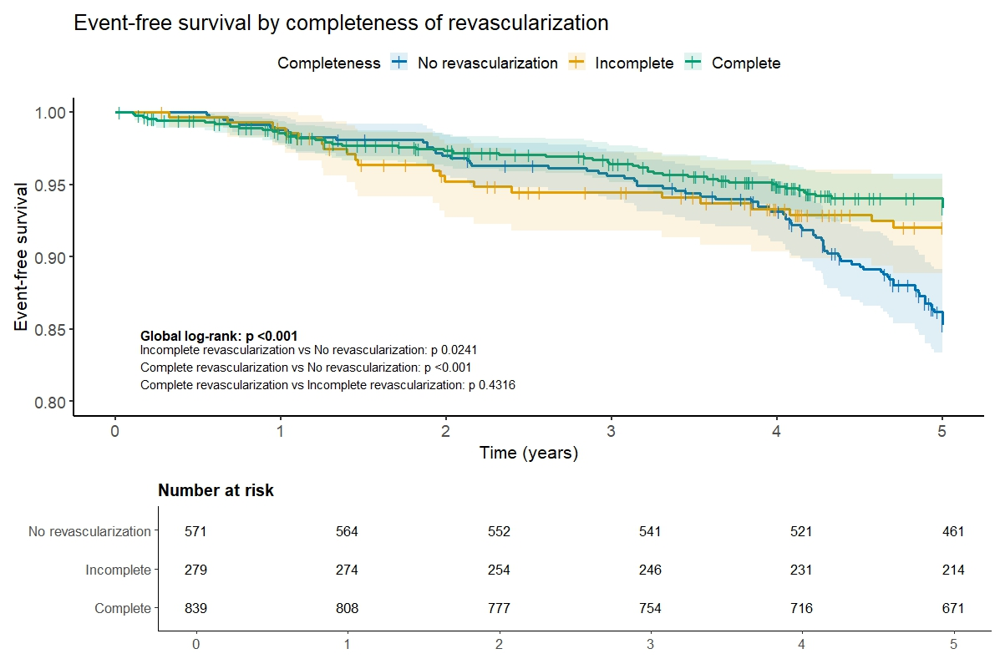 Event-free survival by completeness of revascularization
Completeness No revascularization Incomplete Complete
Event-free survival
1.00
0.95
0.90
0.85
0.80
Global log-rank: p <0.001
Incomplete revascularization vs No revascularization: p 0.0241
Complete revascularization vs No revascularization: p <0.001
Complete revascularization vs Incomplete revascularization: p 0.4316
0 1 2 3 4 5
Time (years)
Number at risk
No revascularization 571 564 552 541 521 461
Incomplete 279 274 254 246 231 214
Complete 839 808 777 754 716 671
0 1 2 3 4 5